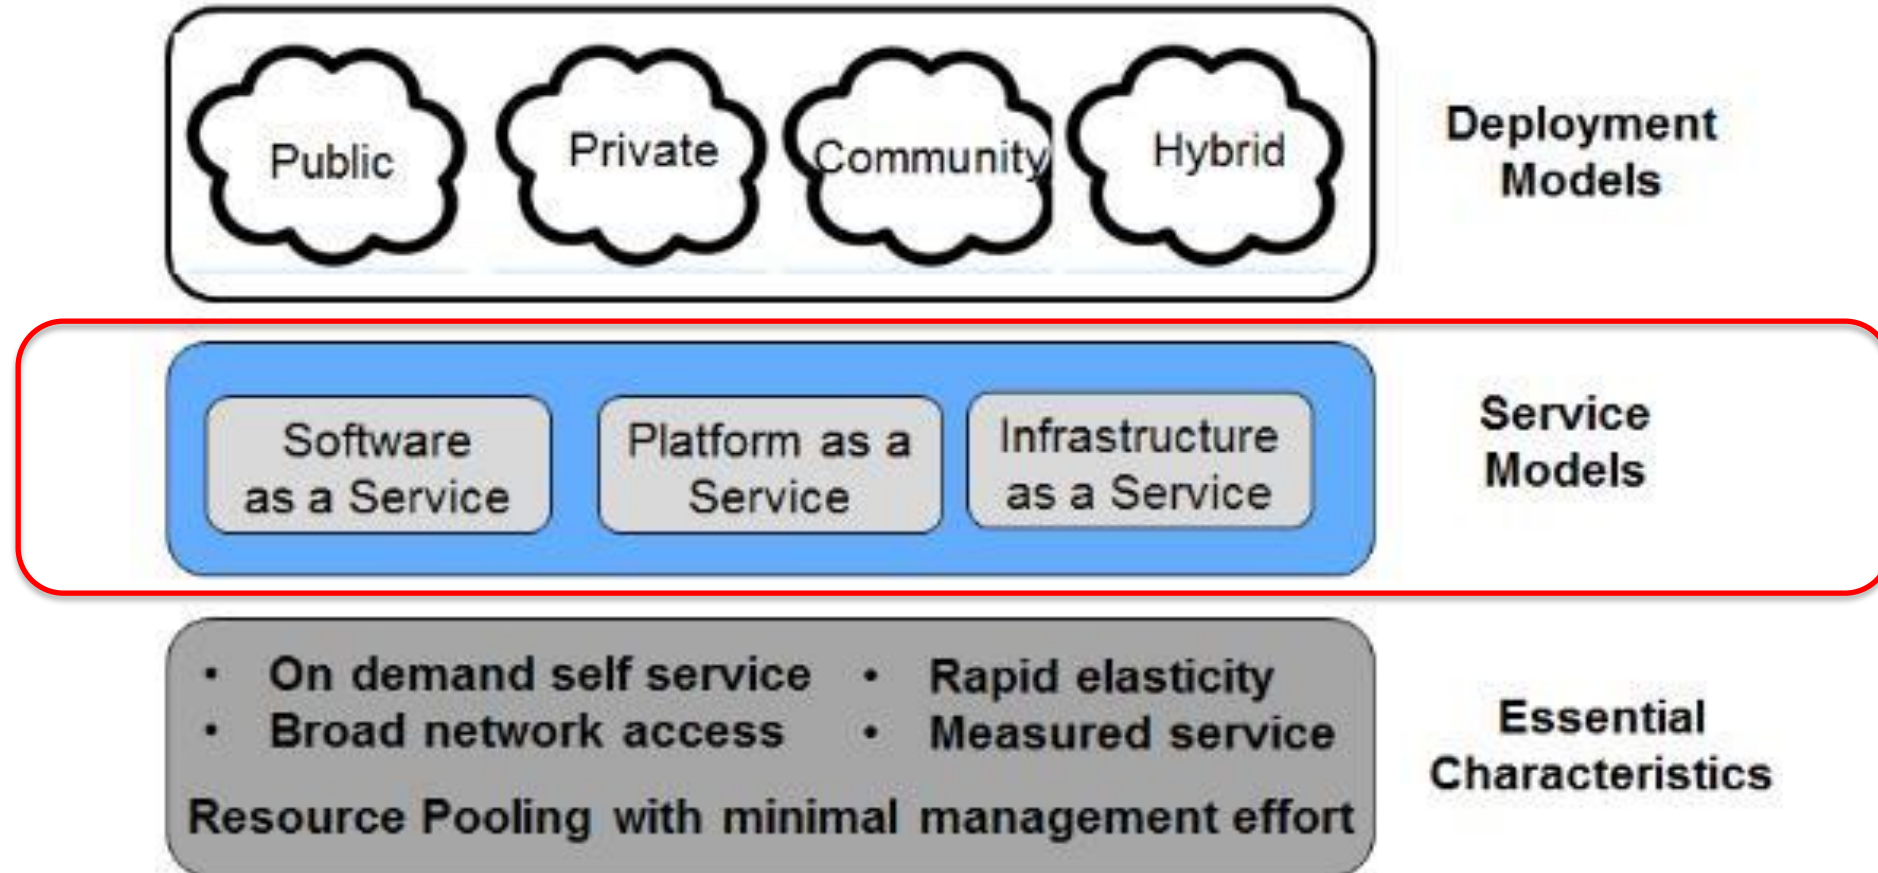 Public
Private
Community
Hybrid
Deployment
Models
Software
as a Service
Platform as a
Service
Infrastructure
as a Service
Service
Models
• On demand self service
• Broad network access
• Rapid elasticity
• Measured service
Resource Pooling with minimal management effort
Essential
Characteristics